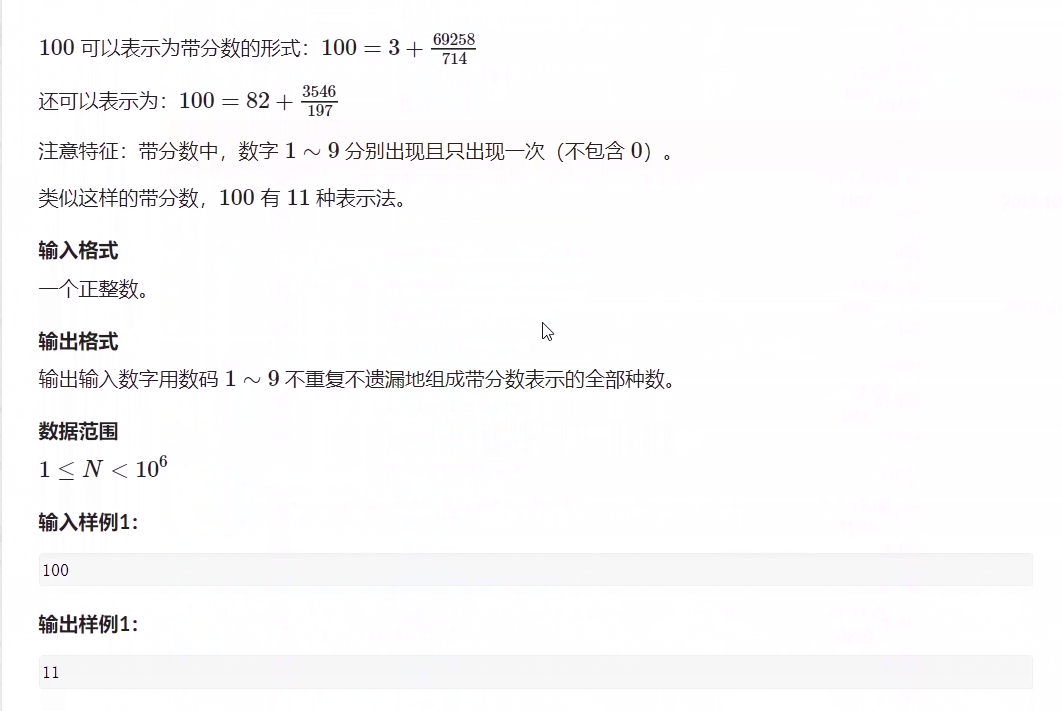 100 可以表示为带分数的形式：100 = 3 + 69258/714
还可以表示为：100 = 82 + 3546/197
注意特征：带分数中，数字 1 ∼ 9 分别出现且只出现一次（不包含 0）。
类似这样的带分数，100 有 11 种表示法。
输入格式
一个正整数。
输出格式
输出输入数字用数码 1 ∼ 9 不重复不遗漏地组成带分数表示的全部种数。
数据范围
1 ≤ N < 10^6
输入样例1：
100
输出样例1：
11